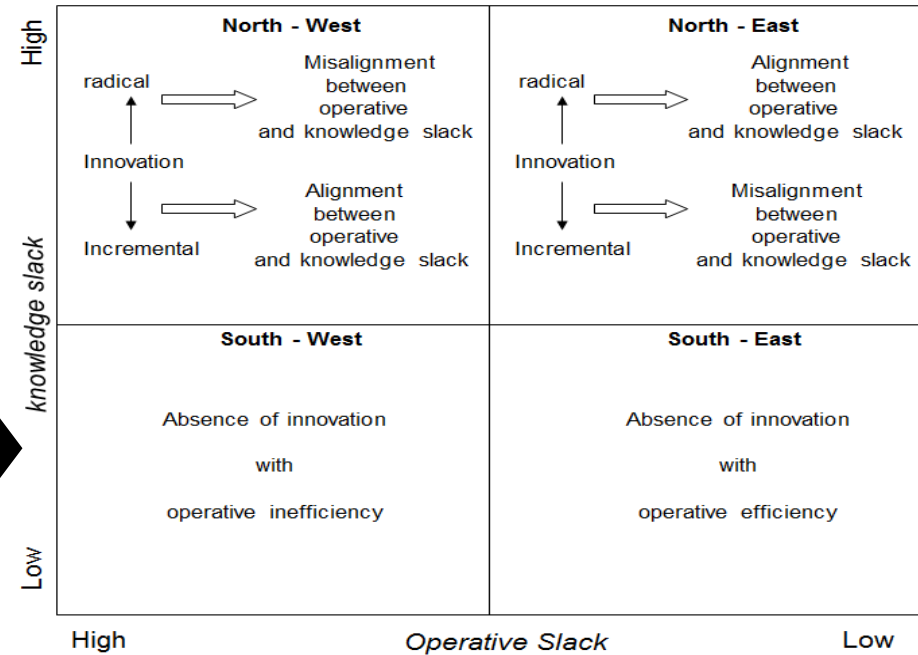 High
knowledge slack
Low
North - West
radical
Misalignment
between
operative
and knowledge slack
Innovation
Incremental
Alignment
between
operative
and knowledge slack
North - East
radical
Alignment
between
operative
and knowledge slack
Innovation
Incremental
Misalignment
between
operative
and knowledge slack
South - West
Absence of innovation
with
operative inefficiency
South - East
Absence of innovation
with
operative efficiency
High
Operative Slack
Low